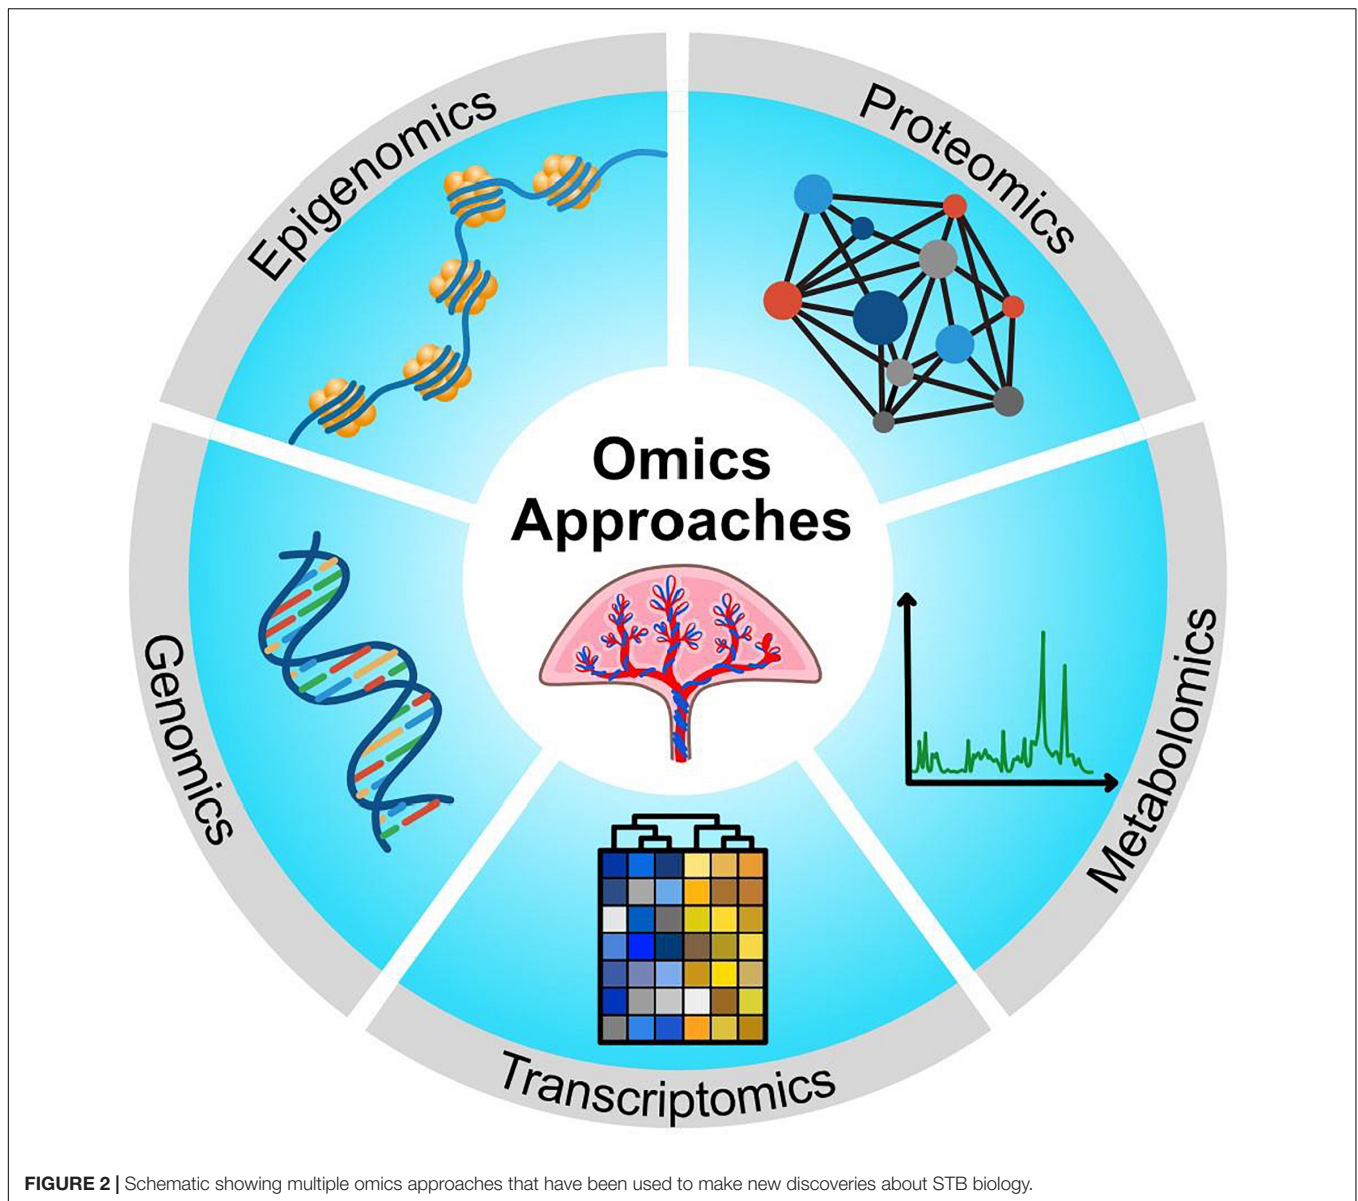 Epigenomics
Proteomics
Omics
Approaches
Genomics
Metabolomics
Transcriptomics
FIGURE 2 | Schematic showing multiple omics approaches that have been used to make new discoveries about STB biology.